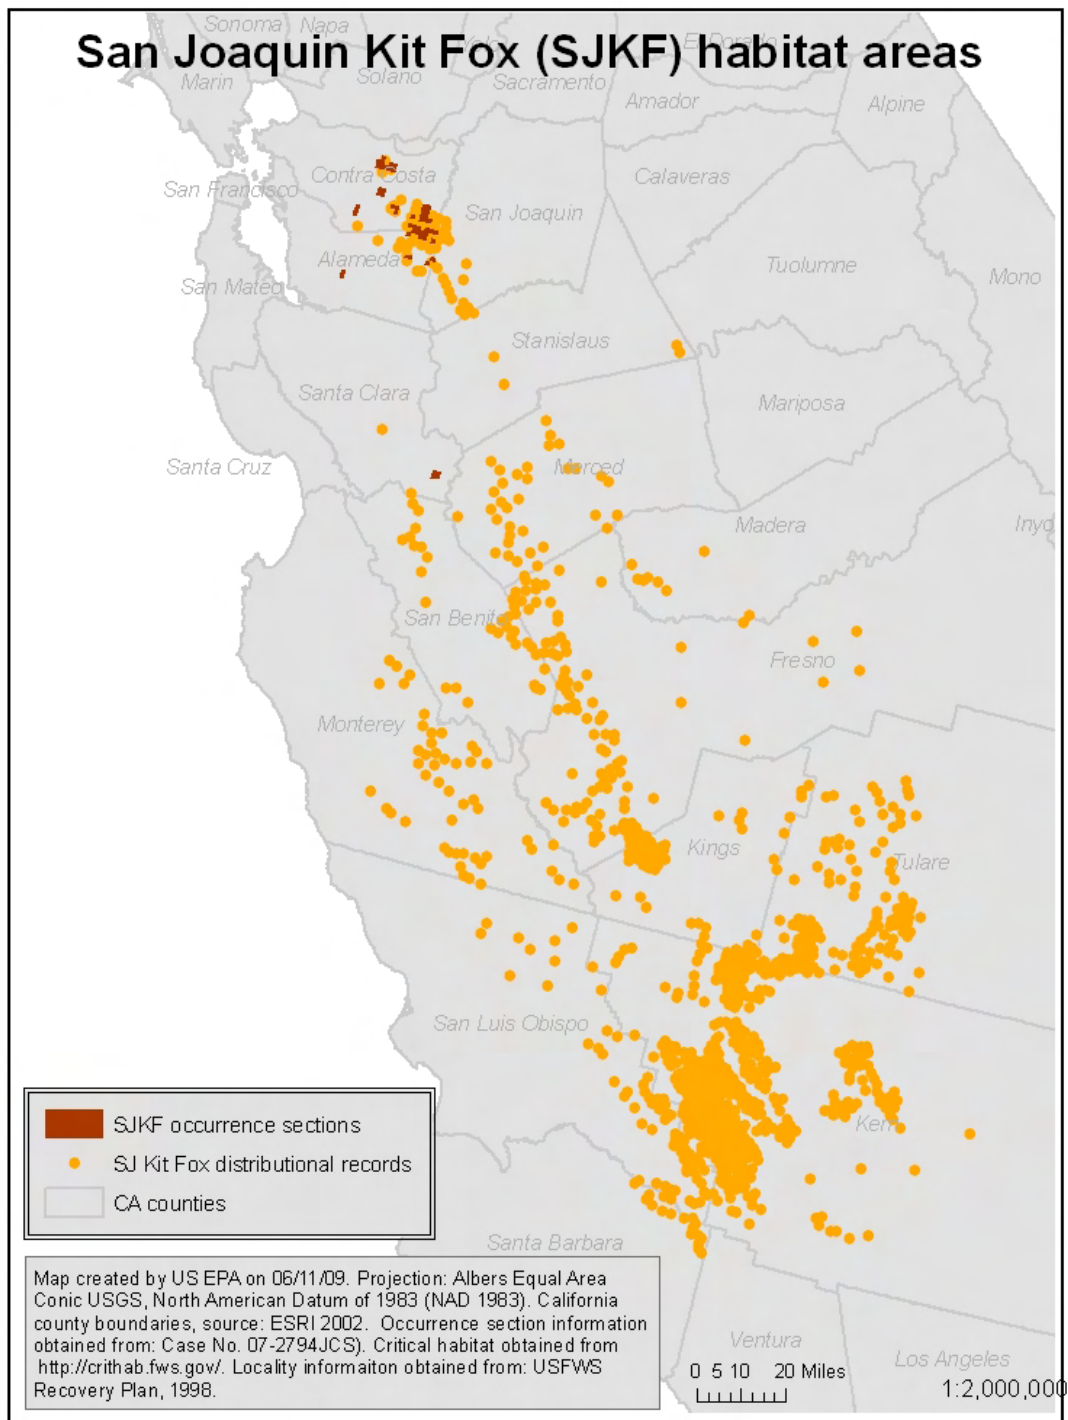 Sonoma
Napa
Yolo
El Dorado
San Joaquin Kit Fox (SJKF) habitat areas
Marin
Solano
Sacramento
Amador
Alpine
San Francisco
Contra Costa
Calaveras
San Joaquin
Alameda
Tuolumne
San Mateo
Mono
Stanislaus
Santa Clara
Mariposa
Santa Cruz
Merced
Madera
Inyo
San Benito
Fresno
Monterey
Kings
Tulare
San Luis Obispo
Kern
SJKF occurrence sections
SJ Kit Fox distributional records
CA counties
Santa Barbara
Map created by US EPA on 06/11/09. Projection: Albers Equal Area
Conic USGS, North American Datum of 1983 (NAD 1983). California
county boundaries, source: ESRI 2002. Occurrence section information
obtained from: Case No. 07-2794JCS). Critical habitat obtained from
http://crithab.fws.gov/. Locality informaiton obtained from: USFWS
Recovery Plan, 1998.
Ventura
Los Angeles
0 5 10 20 Miles
1:2,000,000